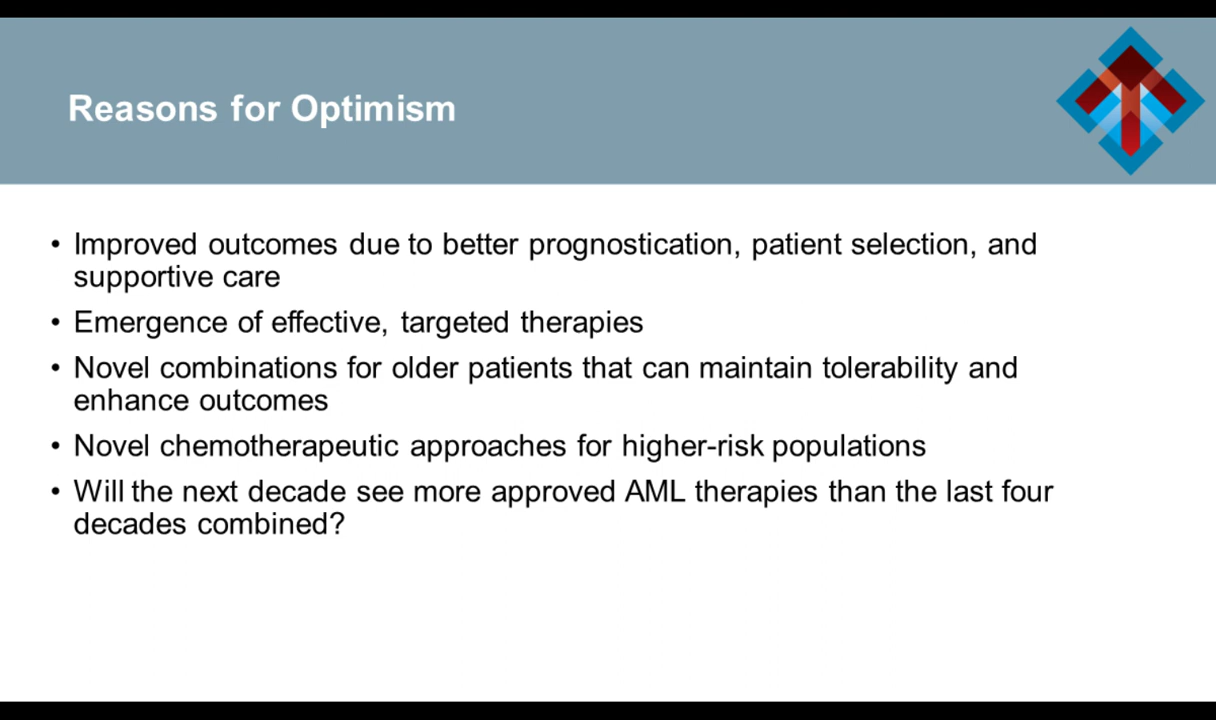 Reasons for Optimism
• Improved outcomes due to better prognostication, patient selection, and
supportive care
• Emergence of effective, targeted therapies
• Novel combinations for older patients that can maintain tolerability and
enhance outcomes
• Novel chemotherapeutic approaches for higher-risk populations
• Will the next decade see more approved AML therapies than the last four
decades combined?